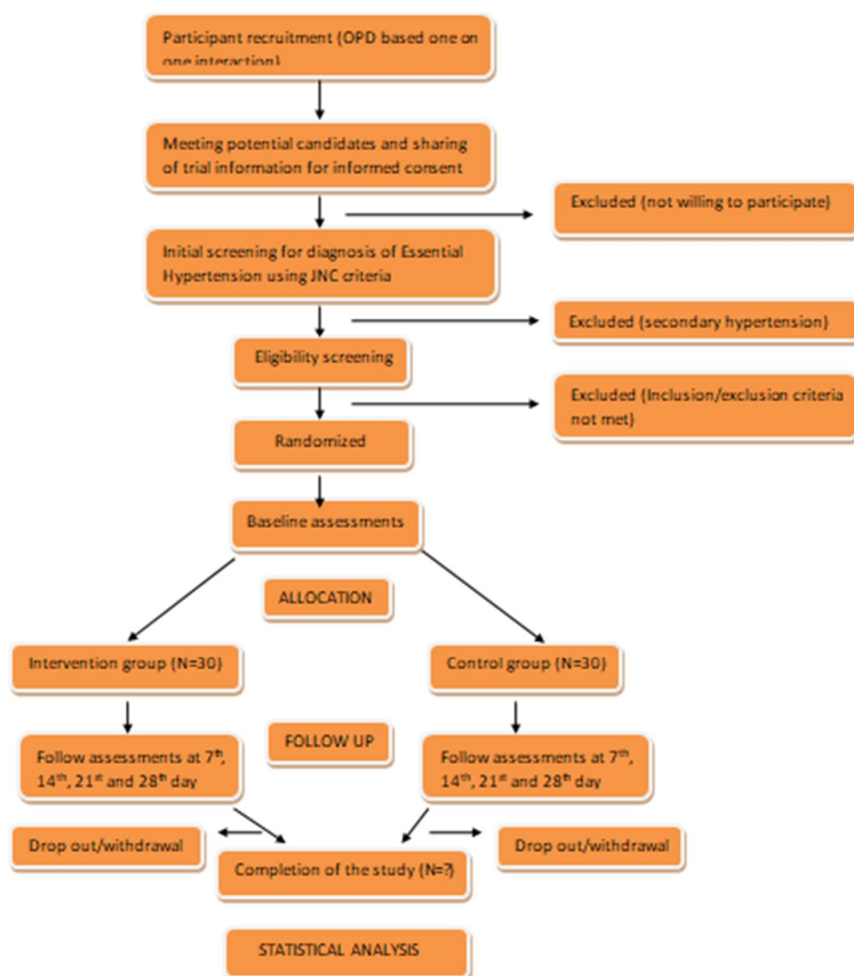 Participant recruitment (OPD based one on
one interaction)
Meeting potential candidates and sharing
of trial information for informed consent
Excluded (not willing to participate)
Initial screening for diagnosis of Essential
Hypertension using JNC criteria
Excluded (secondary hypertension)
Eligibility screening
Excluded (Inclusion/exclusion criteria
not met)
Randomized
Baseline assessments
ALLOCATION
Intervention group (N=30)
Control group (N=30)
FOLLOW UP
Follow assessments at 7th,
14th, 21st and 28th day
Follow assessments at 7th,
14th, 21st and 28th day
Drop out/withdrawal
Drop out/withdrawal
Completion of the study (N=?)
STATISTICAL ANALYSIS